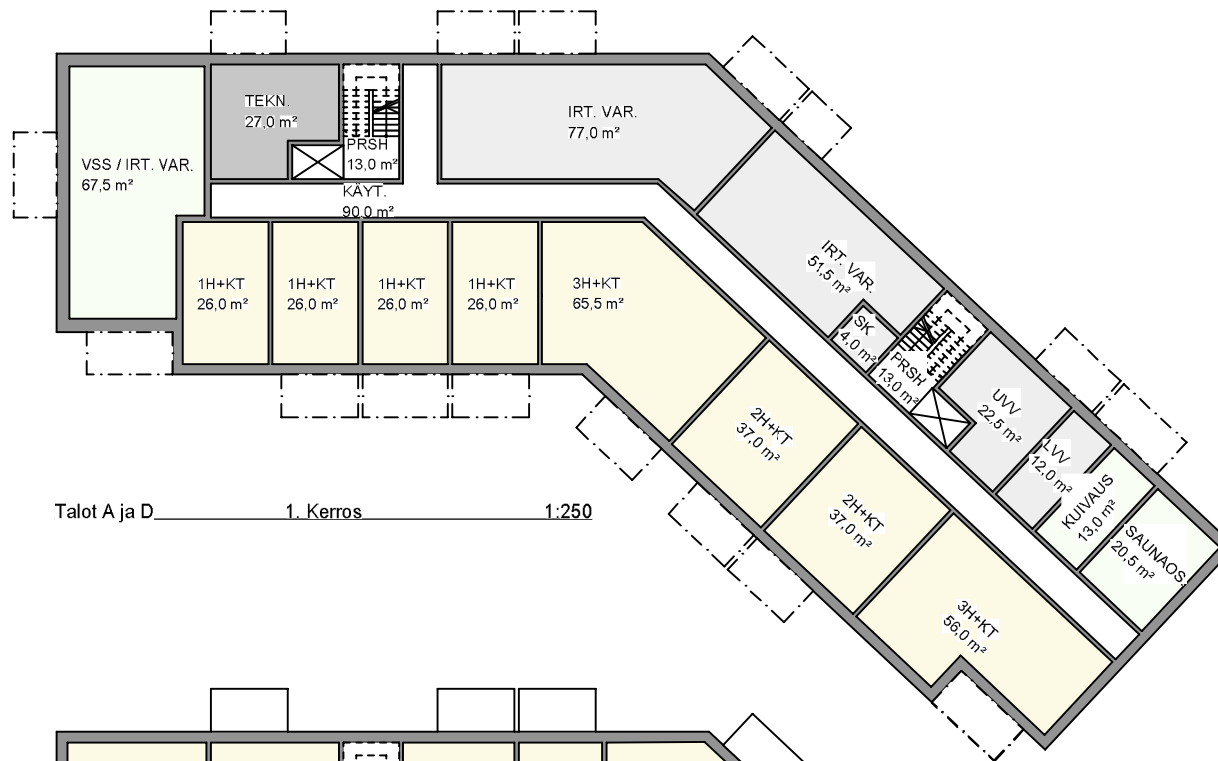 TEKN.
27,0 m²
PRSH
13,0 m²
IRT. VAR.
77,0 m²
VSS / IRT. VAR.
67,5 m²
KÄYT.
90,0 m²
1H+KT
26,0 m²
1H+KT
26,0 m²
1H+KT
26,0 m²
1H+KT
26,0 m²
3H+KT
65,5 m²
IRT. VAR.
51,5 m²
SK
4,0 m²
PRSH
13,0 m²
UVV
22,5 m²
LVV
12,0 m²
KUIVAUS
13,0 m²
SAUNAOS.
20,5 m²
2H+KT
37,0 m²
2H+KT
37,0 m²
3H+KT
56,0 m²
Talot A ja D 1. Kerros 1:250